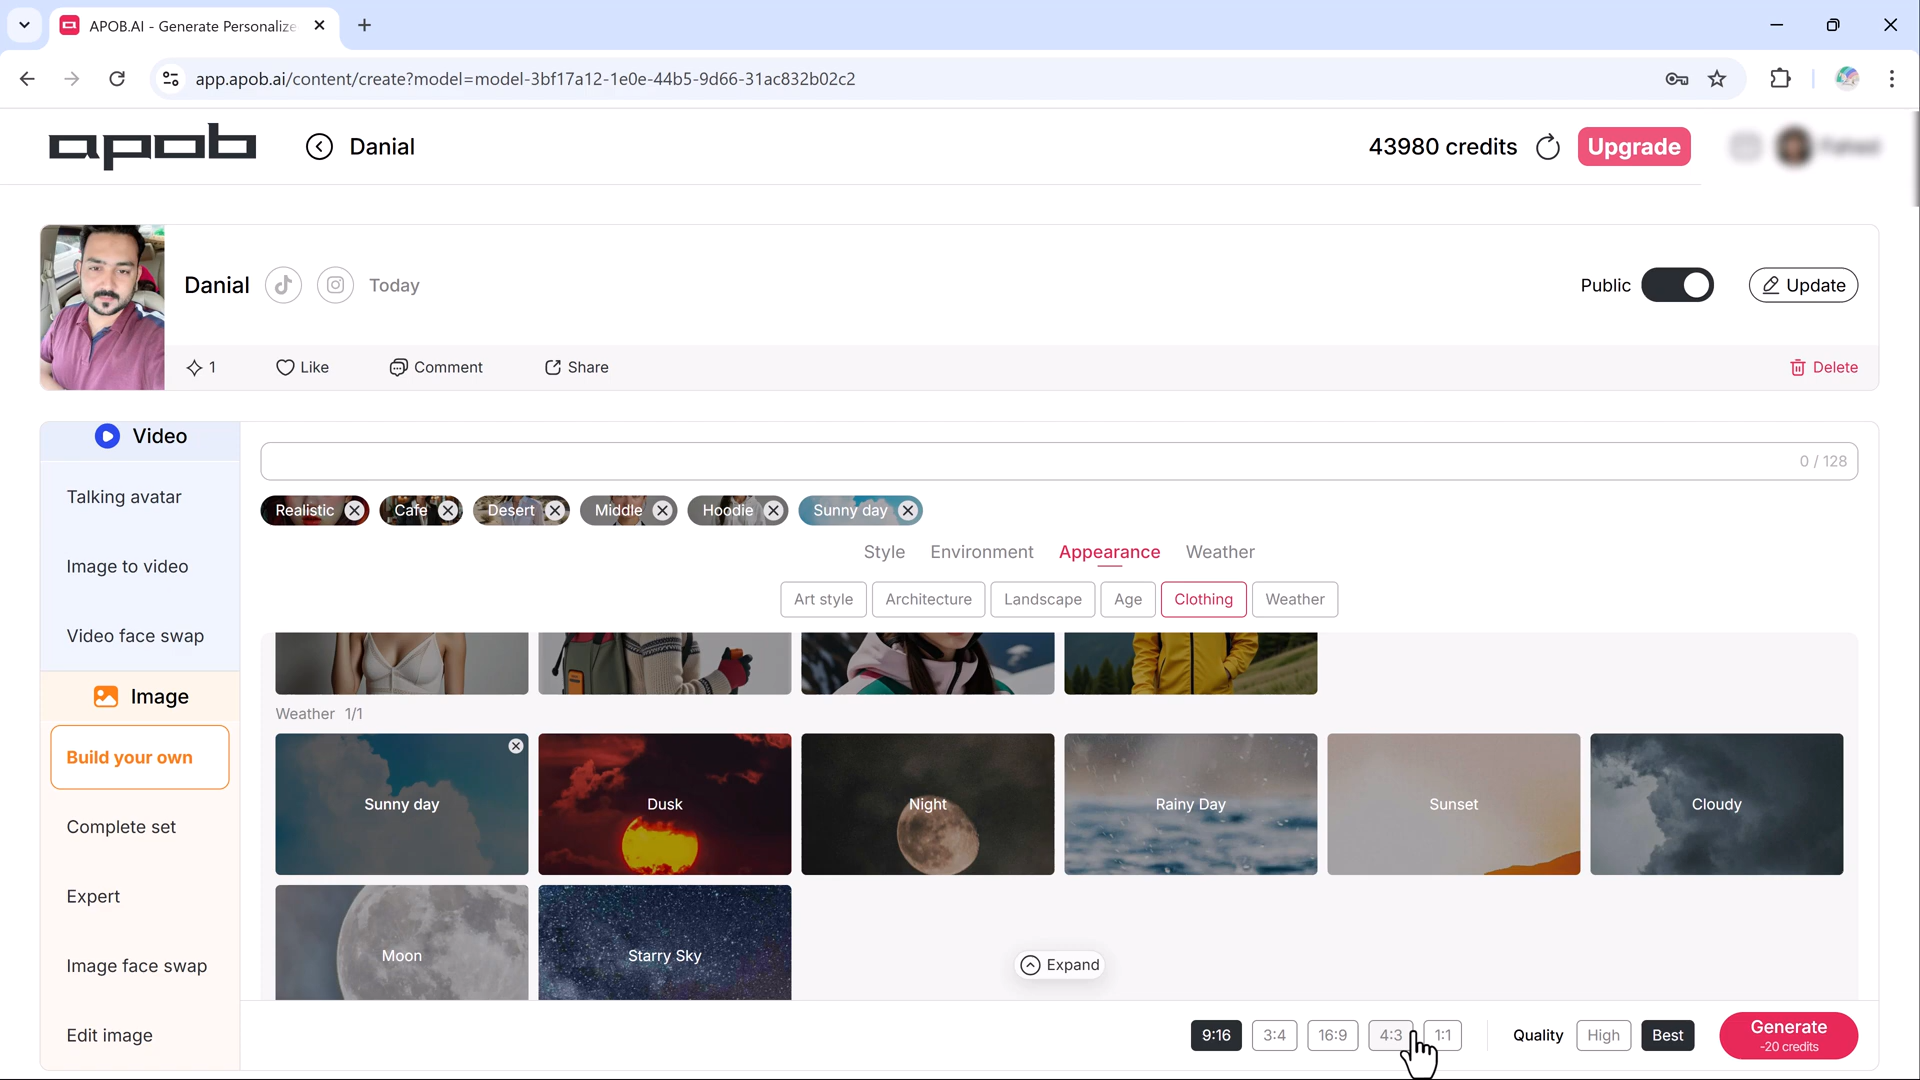 APOB.AI - Generate Personalize
app.apob.ai/content/create?model=model-3bf17a12-1e0e-44b5-9d66-31ac832b02c2
apob
Danial
43980 credits
Upgrade
Danial
Today
Public
Update
1
Like
Comment
Share
Delete
Video
Talking avatar
Image to video
Video face swap
Image
Build your own
Complete set
Expert
Image face swap
Edit image
0 / 128
Realistic
Cafe
Desert
Middle
Hoodie
Sunny day
Style
Environment
Appearance
Weather
Art style
Architecture
Landscape
Age
Clothing
Weather
Weather 1/1
Sunny day
Dusk
Night
Rainy Day
Sunset
Cloudy
Moon
Starry Sky
Expand
9:16
3:4
16:9
4:3
1:1
Quality
High
Best
Generate
-20 credits